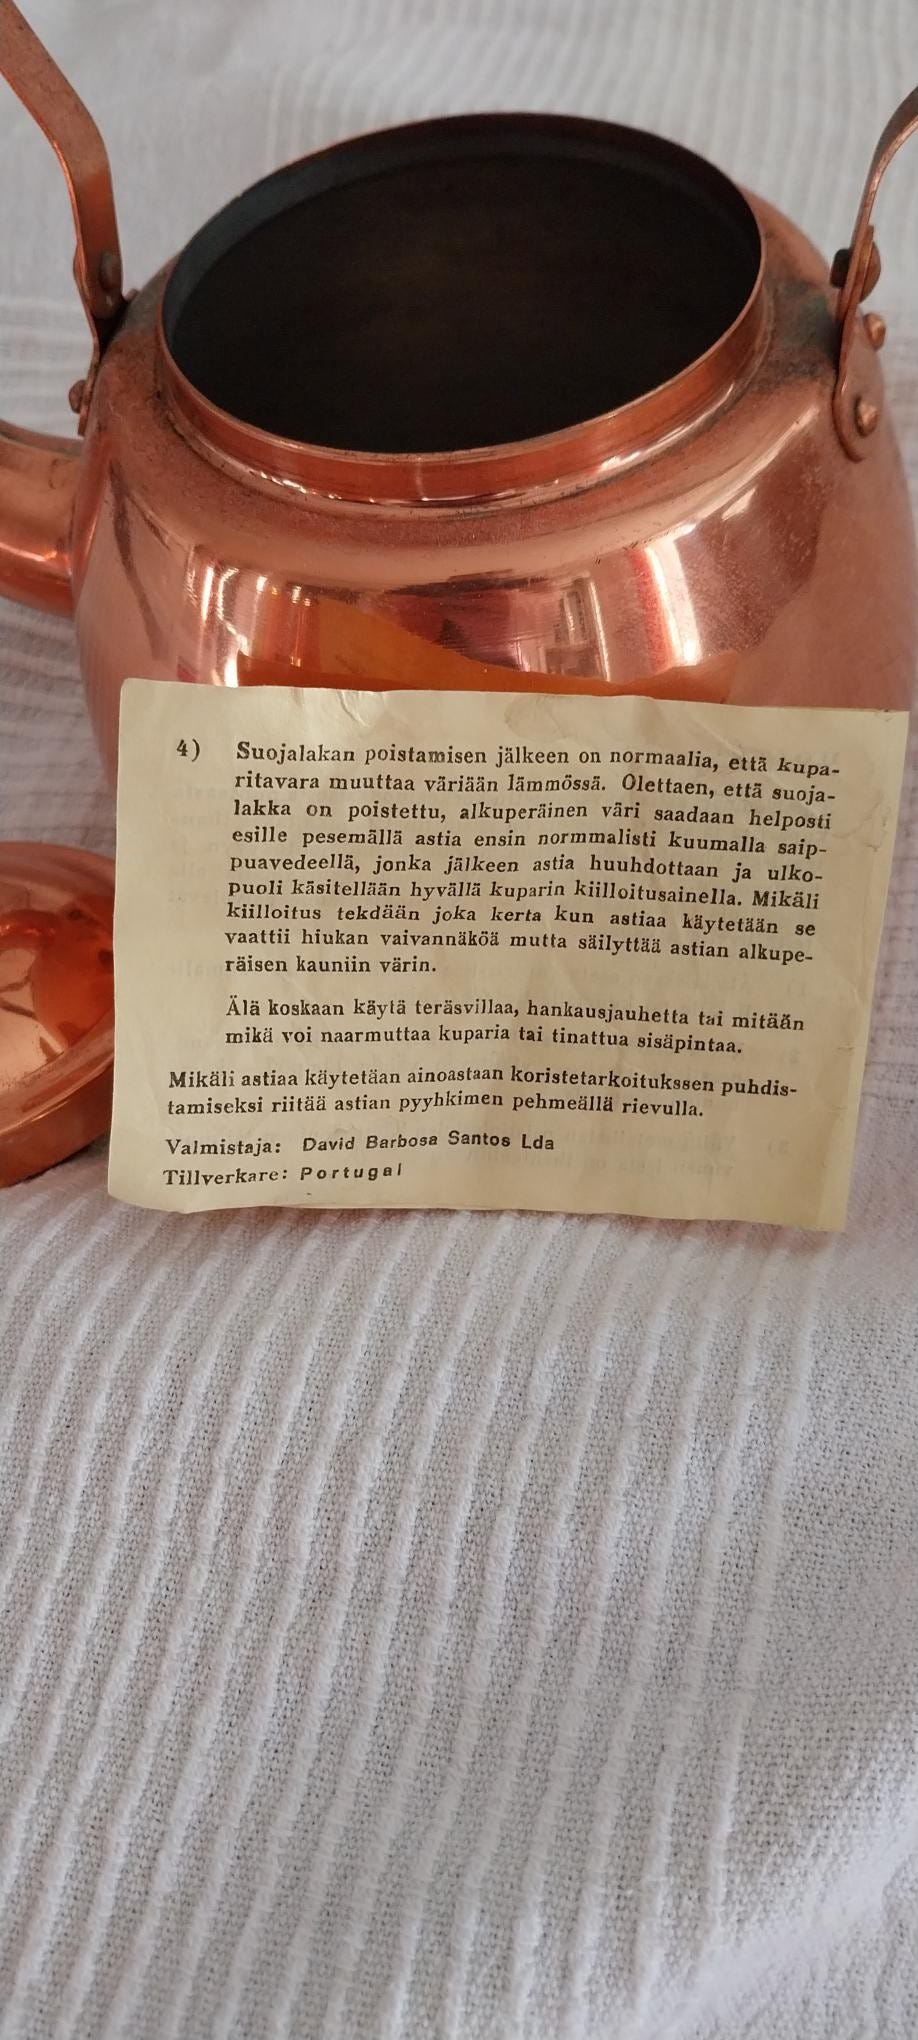 4) Suojalakan poistamisen jälkeen on normaalia, että kupa-
ritavara muuttaa väriään lämmössä. Olettaen, että suoja-
lakka on poistettu, alkuperäinen väri saadaan helposti
esille pesemällä astia ensin normmalisti kuumalla saip-
puavedeellä, jonka jälkeen astia huuhdottaan ja ulko-
puoli käsitellään hyvällä kuparin kiilloitusainella. Mikäli
kiilloitus tekdään joka kerta kun astiaa käytetään se
vaattii hiukan vaivannäköä mutta säilyttää astian alkupe-
räisen kauniin värin.
Älä koskaan käytä teräsvillaa, hankausjauhetta tai mitään
mikä voi naarmuttaa kuparia tai tinattua sisäpintaa.
Mikäli astiaa käytetään ainoastaan koristetarkoitukssen puhdis-
tamiseksi riitää astian pyyhkimen pehmeällä rievulla.
Valmistaja: David Barbosa Santos Lda
Tillverkare: Portugal